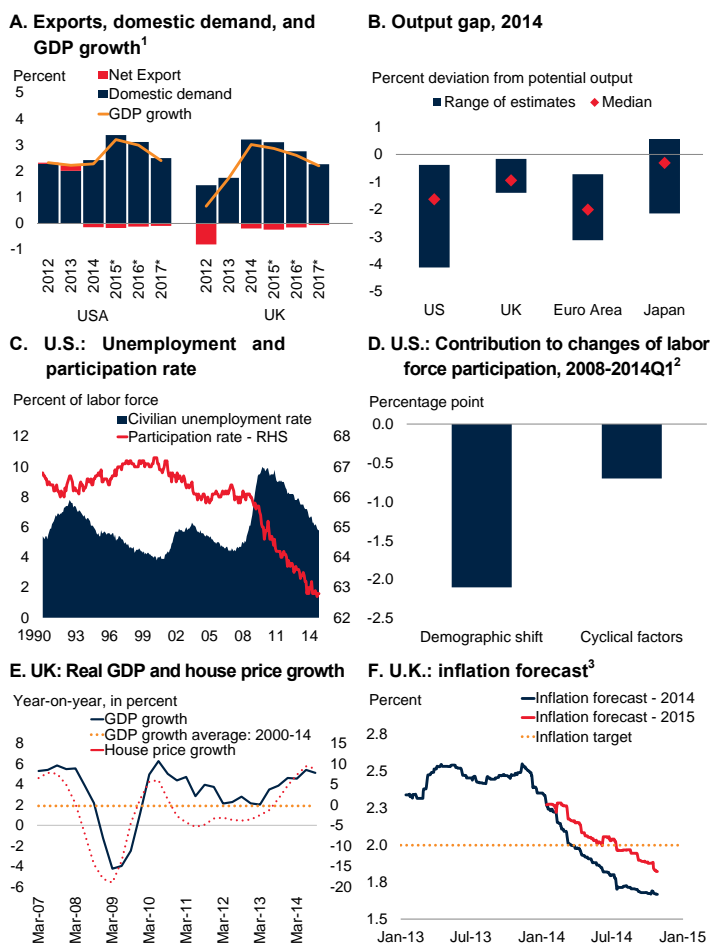 A. Exports, domestic demand, and
GDP growth1
Percent
Net Export
Domestic demand
GDP growth
5
4
3
2
1
0
-1
2012
2013
2014
2015*
2016*
2017*
2012
2013
2014
2015*
2016*
2017*
USA
UK
B. Output gap, 2014
Percent deviation from potential output
Range of estimates
Median
1
0
-1
-2
-3
-4
-5
US
UK
Euro Area
Japan
C. U.S.: Unemployment and
participation rate
Percent of labor force
Civilian unemployment rate
Participation rate - RHS
12
10
8
6
4
2
0
68
67
66
65
64
63
62
1990
93
96
99
02
05
08
11
14
D. U.S.: Contribution to changes of labor
force participation, 2008-2014Q1²
Percentage point
0.0
-0.5
-1.0
-1.5
-2.0
-2.5
Demographic shift
Cyclical factors
E. UK: Real GDP and house price growth
Year-on-year, in percent
GDP growth
GDP growth average: 2000-14
House price growth
8
6
4
2
0
-2
-4
-6
15
10
5
0
-5
-10
-15
-20
Mar-07
Mar-08
Mar-09
Mar-10
Mar-11
Mar-12
Mar-13
Mar-14
F. U.K.: inflation forecast³
Percent
Inflation forecast - 2014
Inflation forecast - 2015
Inflation target
2.8
2.5
2.3
2.0
1.8
1.5
Jan-13
Jul-13
Jan-14
Jul-14
Jan-15